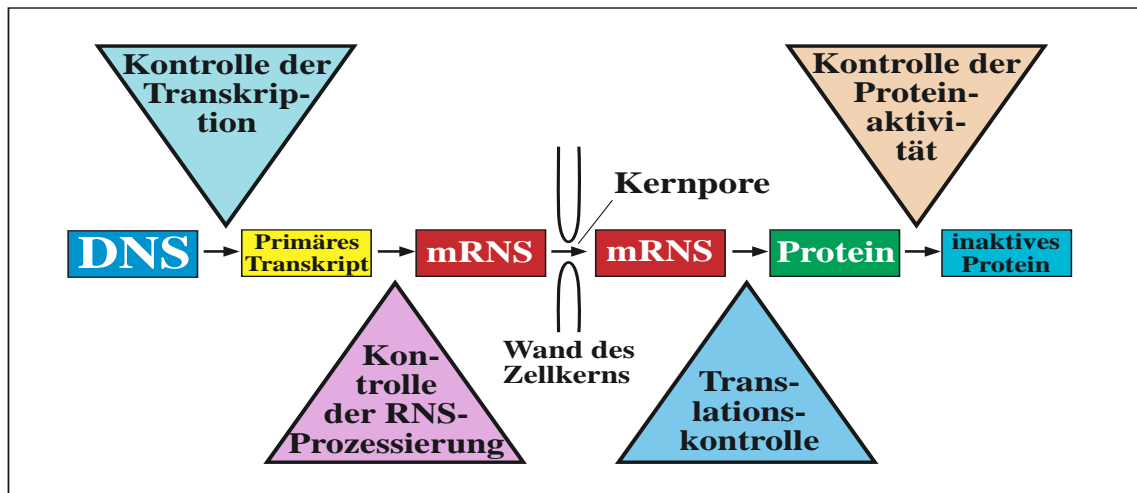 Kontrolle der
Transkrip-
tion
Kontrolle der
Protein-
aktivi-
tät
Kernpore
DNS
Primäres
Transkript
mRNS
mRNS
Protein
inaktives
Protein
Kon-
trolle
der RNS-
Prozessierung
Wand des
Zellkerns
Trans-
lations-
kontrolle